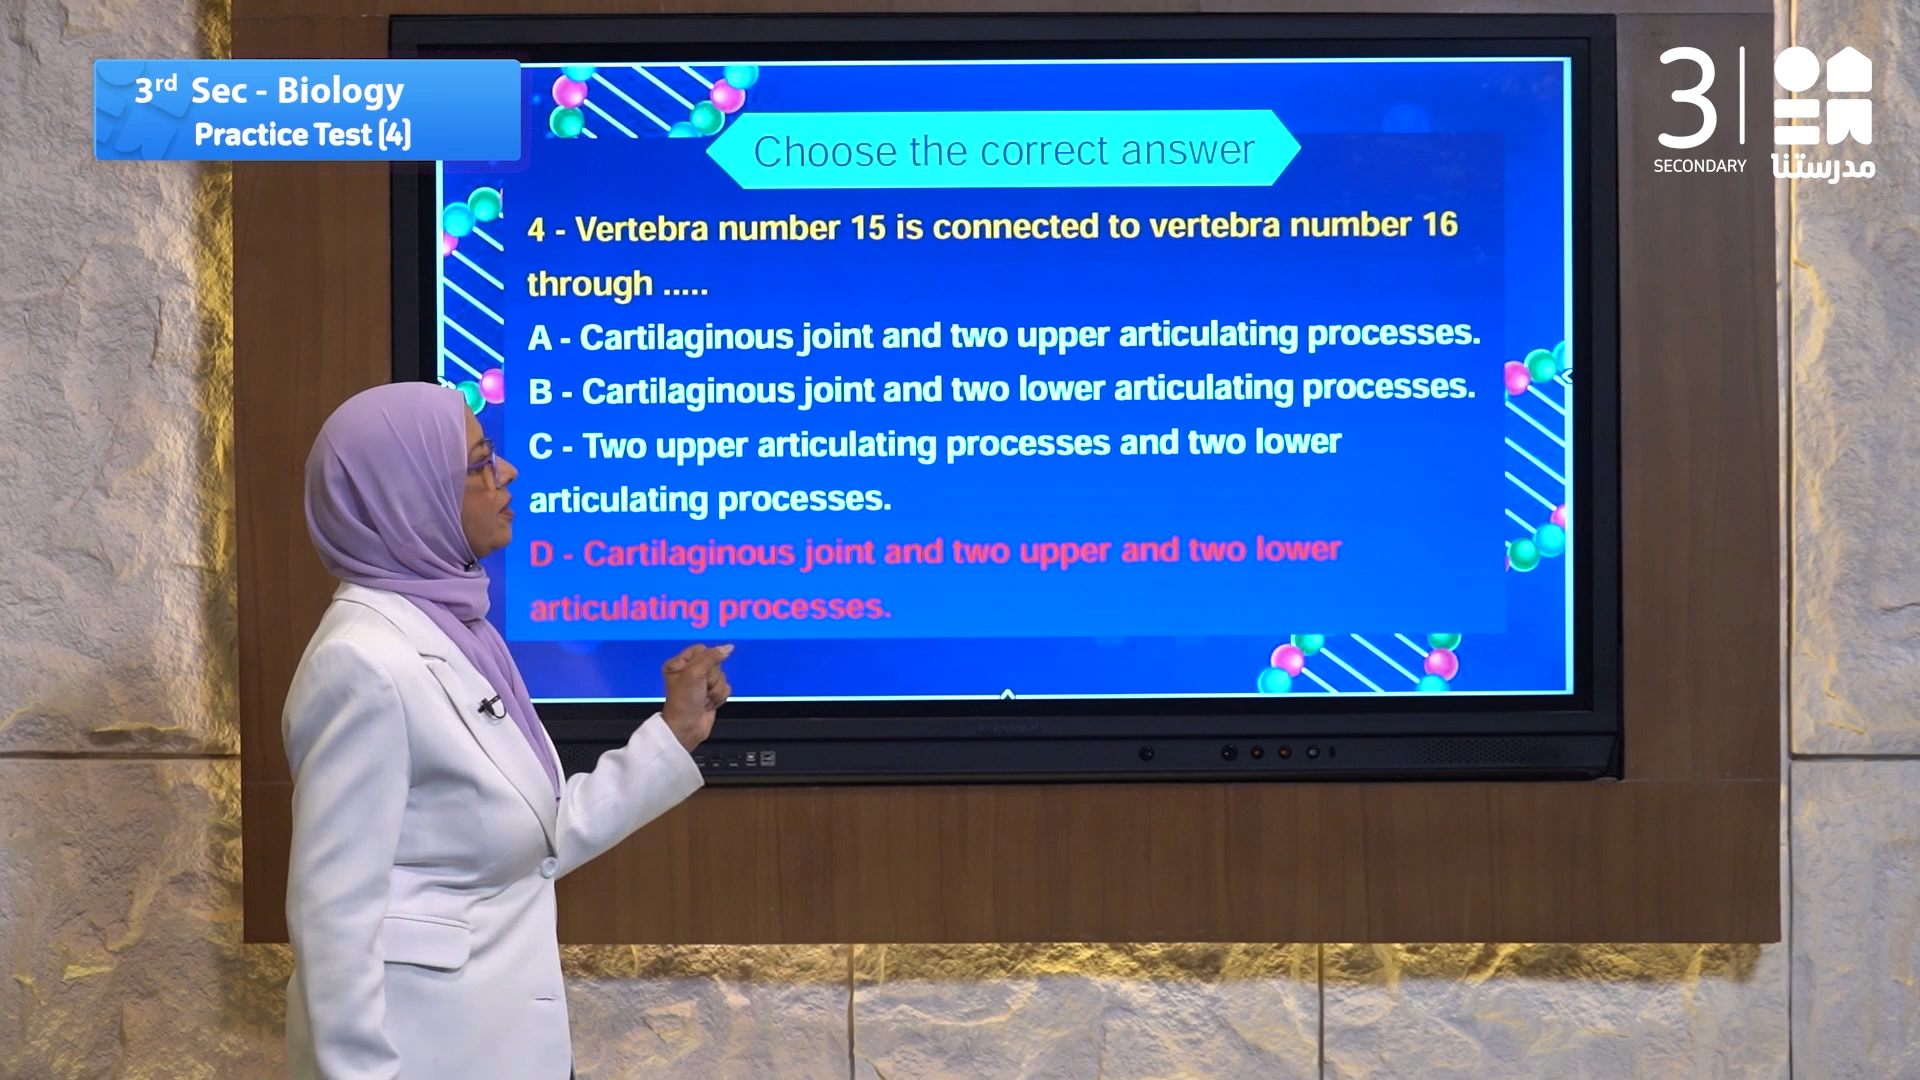 3rd Sec - Biology
Practice Test (4)
3
SECONDARY
مدرستنا
Choose the correct answer
4 - Vertebra number 15 is connected to vertebra number 16
through .....
A - Cartilaginous joint and two upper articulating processes.
B - Cartilaginous joint and two lower articulating processes.
C - Two upper articulating processes and two lower
articulating processes.
D - Cartilaginous joint and two upper and two lower
articulating processes.